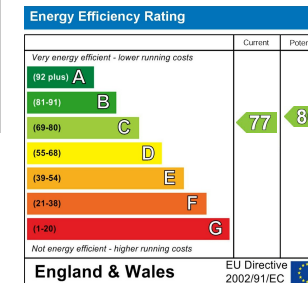 Energy Efficiency Rating
Current
Very energy efficient - lower running costs
(92 plus) A
(81-91) B
(69-80) C
77
(55-68) D
(39-54) E
(21-38) F
(1-20) G
Not energy efficient - higher running costs
England & Wales
EU Directive
2002/91/EC